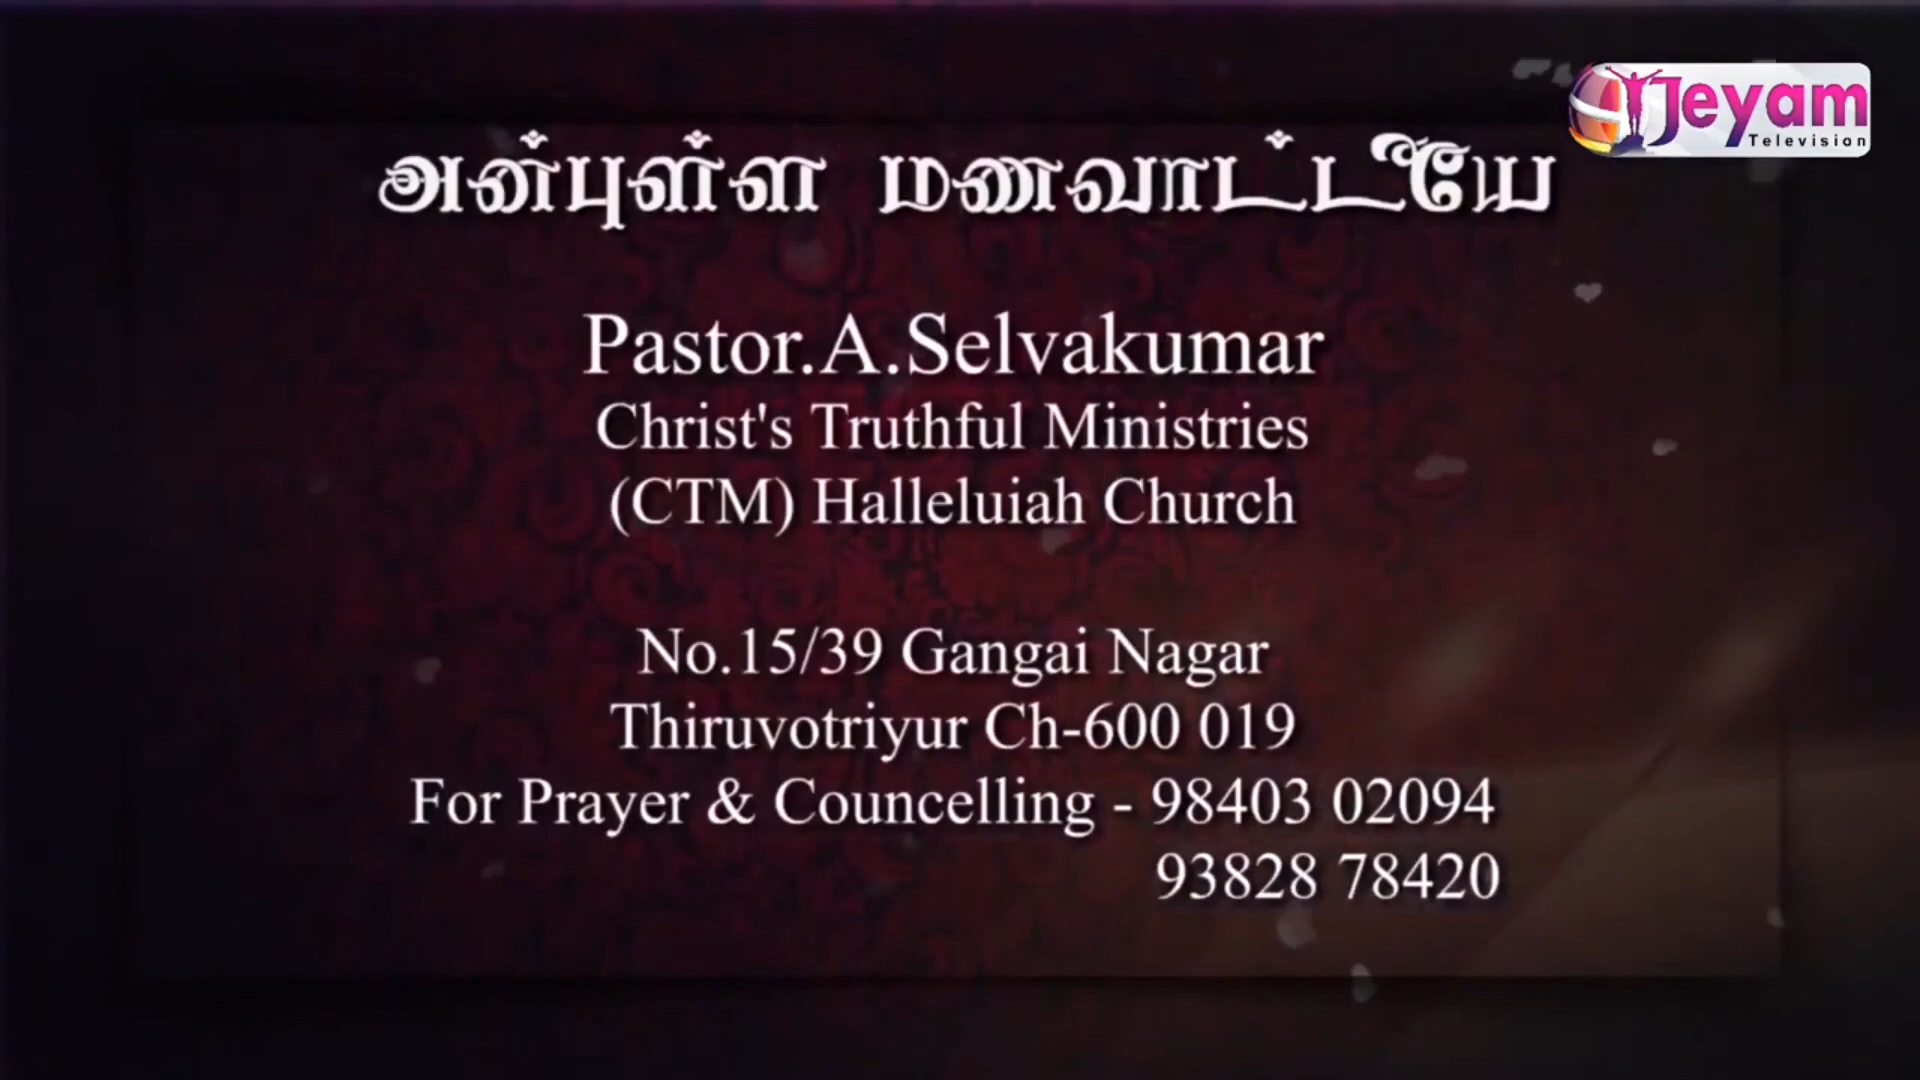 Jeyam
Television
அன்புள்ள மணவாட்டியே
Pastor.A.Selvakumar
Christ's Truthful Ministries
(CTM) Halleluiah Church
No.15/39 Gangai Nagar
Thiruvotriyur Ch-600 019
For Prayer & Councelling - 98403 02094
93828 78420